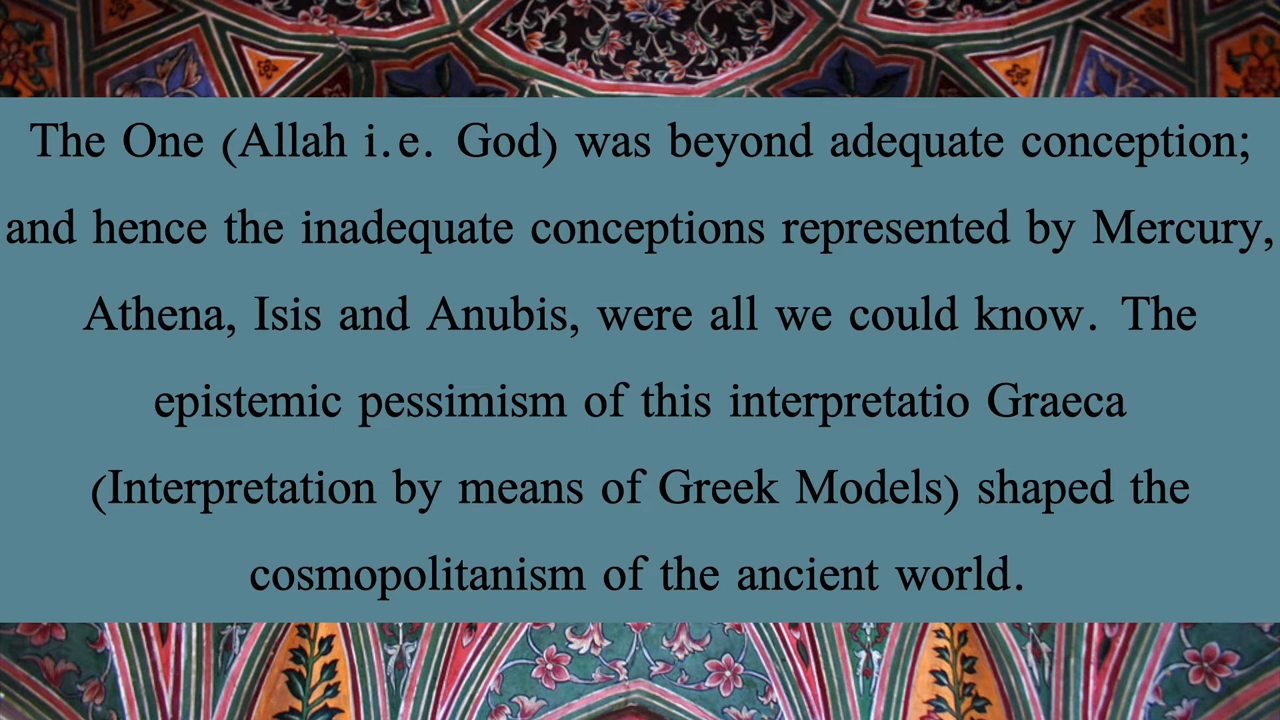 The One (Allah i.e. God) was beyond adequate conception;
and hence the inadequate conceptions represented by Mercury,
Athena, Isis and Anubis, were all we could know. The
epistemic pessimism of this interpretatio Graeca
(Interpretation by means of Greek Models) shaped the
cosmopolitanism of the ancient world.